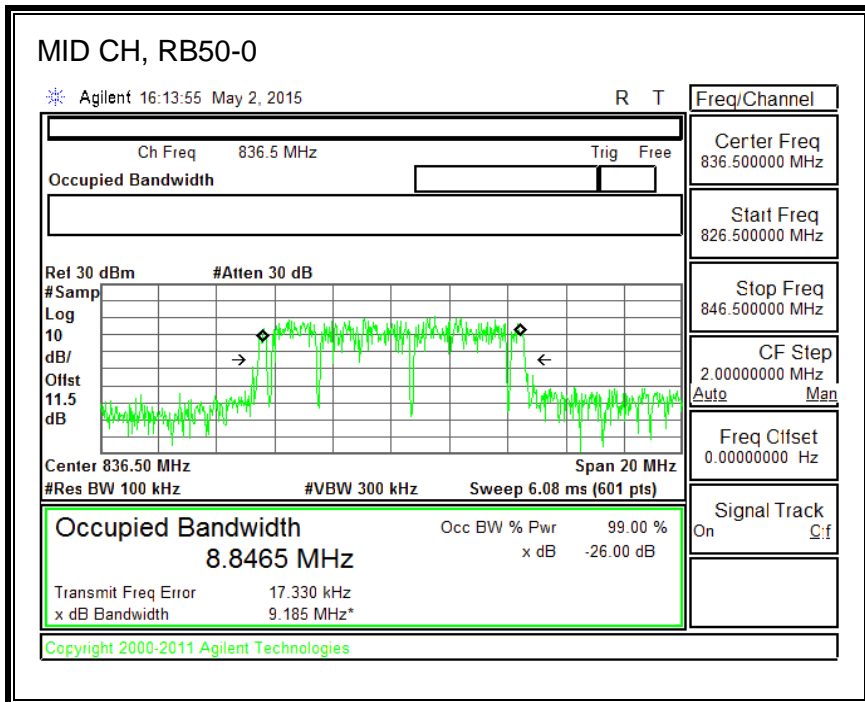 MID CH, RB50-0
Agilent 16:13:55 May 2, 2015 R T
Freq/Channel
Ch Freq 836.5 MHz Trig Free
Occupied Bandwidth
Center Freq
836.500000 MHz
Start Freq
826.500000 MHz
Stop Freq
846.500000 MHz
CF Step
2.00000000 MHz
Auto Man
Freq Offset
0.00000000 Hz
Signal Track
On Off
Ref 30 dBm #Atten 30 dB
#Samp
Log
10
dB/
Offst
11.5
dB
Center 836.50 MHz Span 20 MHz
#Res BW 100 kHz #VBW 300 kHz Sweep 6.08 ms (601 pts)
Occupied Bandwidth
8.8465 MHz
Occ BW % Pwr 99.00 %
x dB -26.00 dB
Transmit Freq Error 17.330 kHz
x dB Bandwidth 9.185 MHz*
Copyright 2000-2011 Agilent Technologies